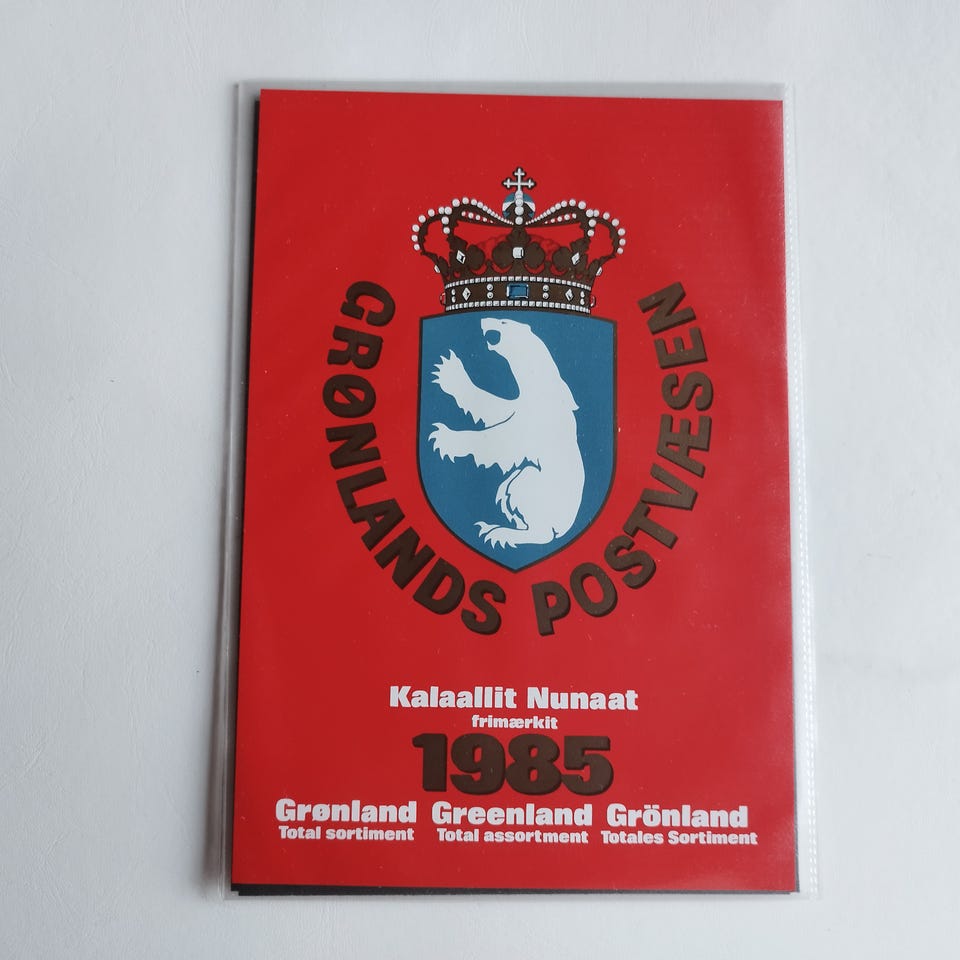 GRØNLANDS POSTVÆSEN
Kalaallit Nunaat
frimærkit
1985
Grønland Greenland Grönland
Total sortiment Total assortment Totales Sortiment